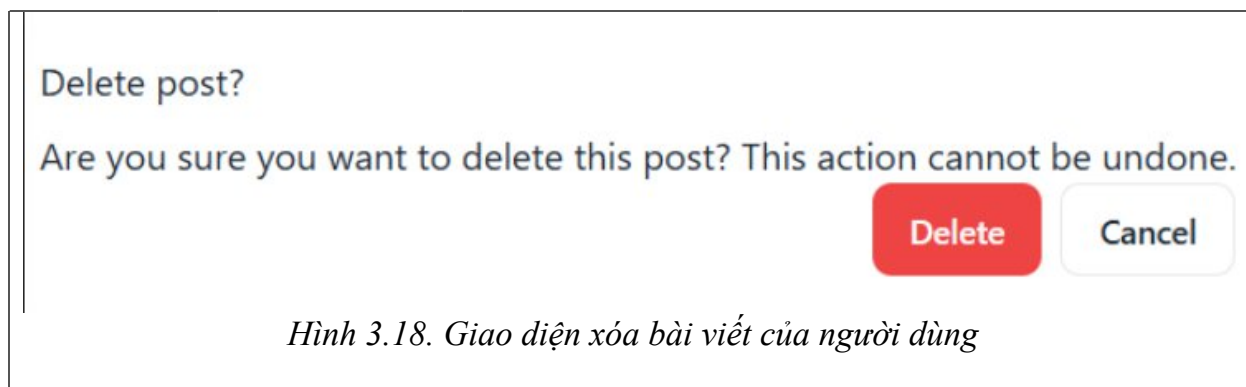 Delete post?
Are you sure you want to delete this post? This action cannot be undone.
Delete Cancel
Hình 3.18. Giao diện xóa bài viết của người dùng